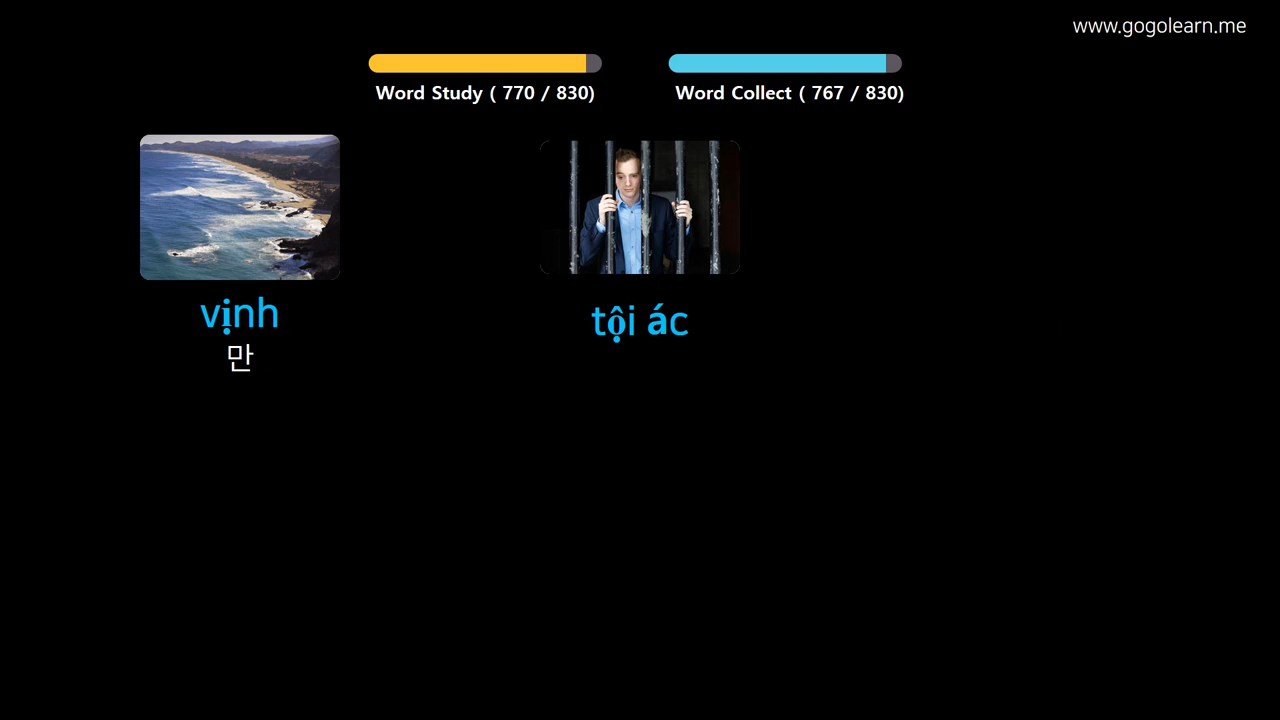 www.gogolearn.me
Word Study ( 770 / 830)
Word Collect ( 767 / 830)
vịnh
만
tội ác